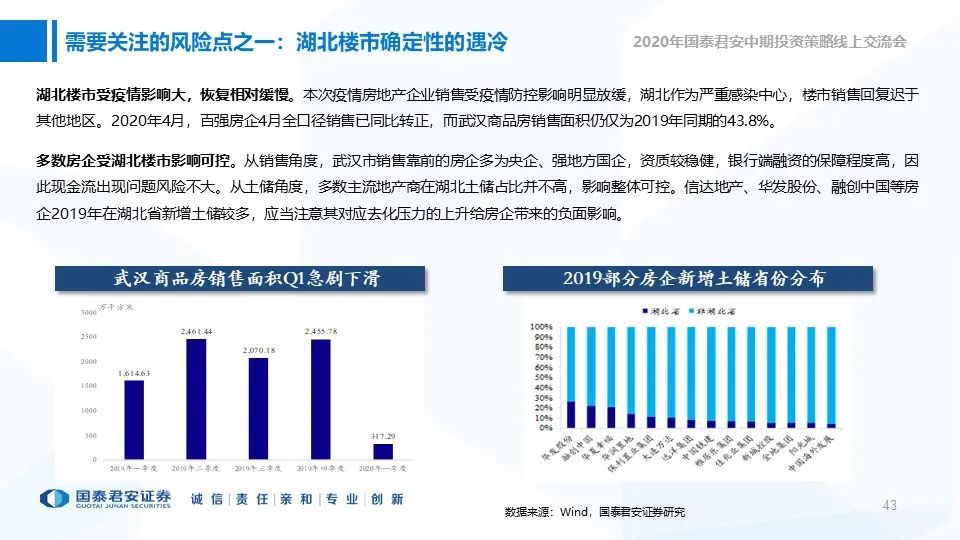 需要关注的风险点之一：湖北楼市确定性的遇冷
2020年国泰君安中期投资策略线上交流会
湖北楼市受疫情影响大，恢复相对缓慢。本次疫情房地产企业销售受疫情防控影响明显放缓，湖北作为严重感染中心，楼市销售回复迟于
其他地区。2020年4月，百强房企4月全口径销售已同比转正，而武汉商品房销售面积仍仅为2019年同期的43.8%。
多数房企受湖北楼市影响可控。从销售角度，武汉市销售靠前的房企多为央企、强地方国企，资质较稳健，银行端融资的保障程度高，因
此现金流出现问题风险不大。从土储角度，多数主流地产商在湖北土储占比并不高，影响整体可控。信达地产、华发股份、融创中国等房
企2019年在湖北省新增土储较多，应当注意其对应去化压力的上升给房企带来的负面影响。
武汉商品房销售面积Q1急剧下滑
万平方米
3000
2500
2000
1500
1000
500
0
1,614.63
2,461.44
2,070.18
2,455.78
317.29
2019年一季度
2019年二季度
2019年三季度
2019年四季度
2020年一季度
2019部分房企新增土储省份分布
湖北省
非湖北省
100%
90%
80%
70%
60%
50%
40%
30%
20%
10%
0%
华发股份
融创中国
华夏幸福
华润置地
保利置业集团
大连万达
远洋集团
中国铁建
雅居乐集团
佳兆业集团
新城控股
金地集团
阳光城
中国海外发展
国泰君安证券
GUOTAI JUNAN SECURITIES
诚信|责任|亲和|专业|创新
数据来源：Wind，国泰君安证券研究
43